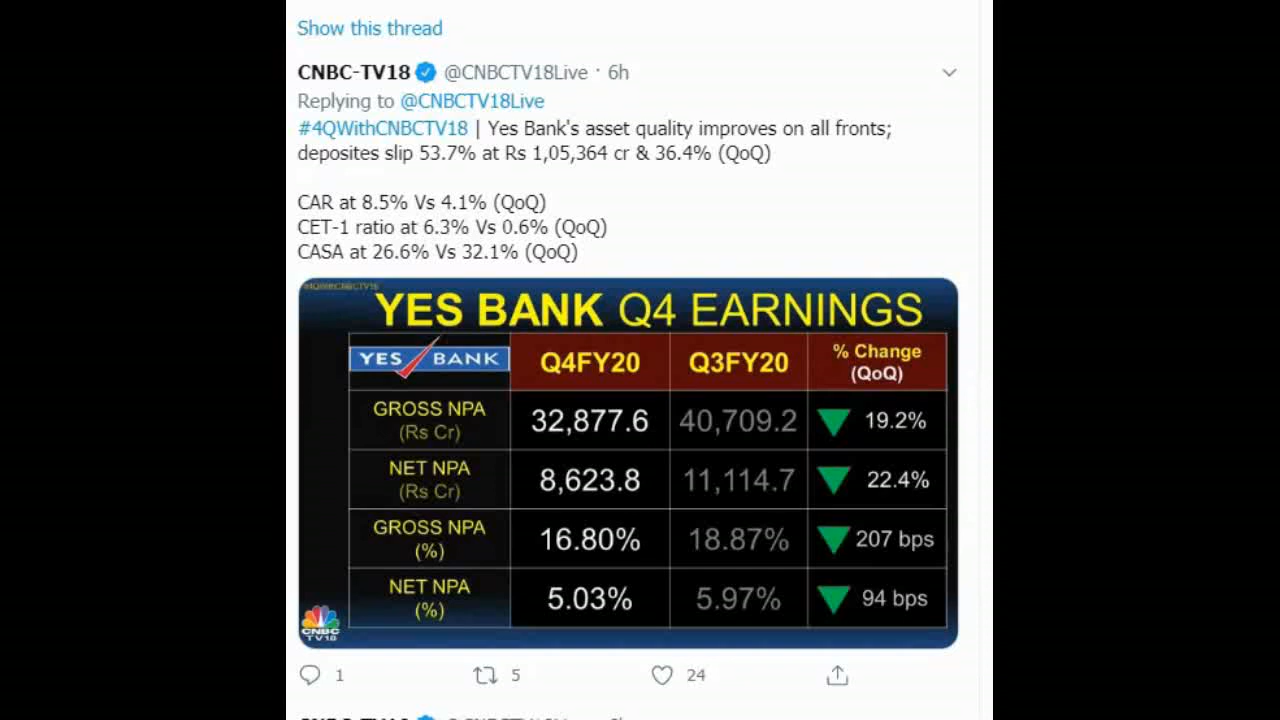 Show this thread
CNBC-TV18 @CNBCTV18Live · 6h
Replying to @CNBCTV18Live
#4QWithCNBCTV18 | Yes Bank's asset quality improves on all fronts;
deposites slip 53.7% at Rs 1,05,364 cr & 36.4% (QoQ)
CAR at 8.5% Vs 4.1% (QoQ)
CET-1 ratio at 6.3% Vs 0.6% (QoQ)
CASA at 26.6% Vs 32.1% (QoQ)
#4QWithCNBCTV18
YES BANK Q4 EARNINGS
YES BANK Q4FY20 Q3FY20 % Change (QoQ)
GROSS NPA (Rs Cr) 32,877.6 40,709.2 19.2%
NET NPA (Rs Cr) 8,623.8 11,114.7 22.4%
GROSS NPA (%) 16.80% 18.87% 207 bps
NET NPA (%) 5.03% 5.97% 94 bps
CNBC
TV18
1 5 24